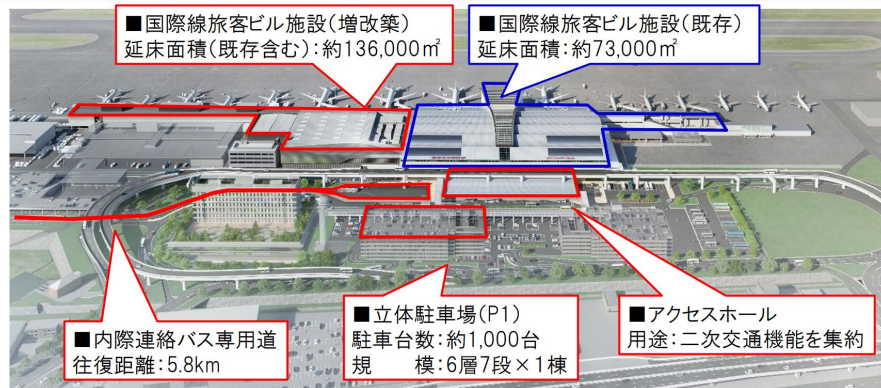 ■国際線旅客ビル施設(増改築)
延床面積(既存含む):約136,000㎡
■国際線旅客ビル施設(既存)
延床面積:約73,000㎡
■内際連絡バス専用道
往復距離:5.8km
■立体駐車場(P1)
駐車台数:約1,000台
規　模:6層7段×1棟
■アクセスホール
用途:二次交通機能を集約